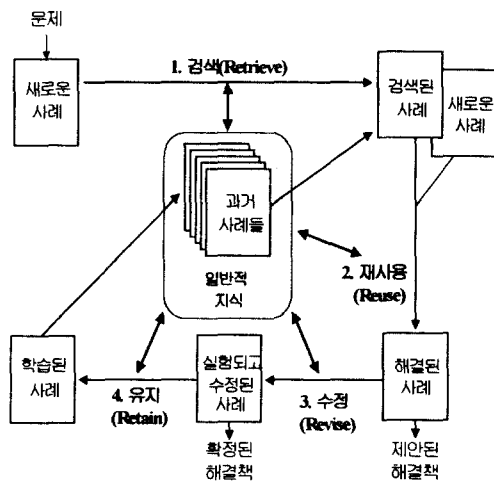 문제
새로운
사례
1. 검색(Retrieve)
검색된
사례
새로운
사례
과거
사례들
일반적
지식
2. 재사용
(Reuse)
학습된
사례
4. 유지
(Retain)
실험되고
수정된
사례
3. 수정
(Revise)
해결된
사례
확정된
해결책
제안된
해결책